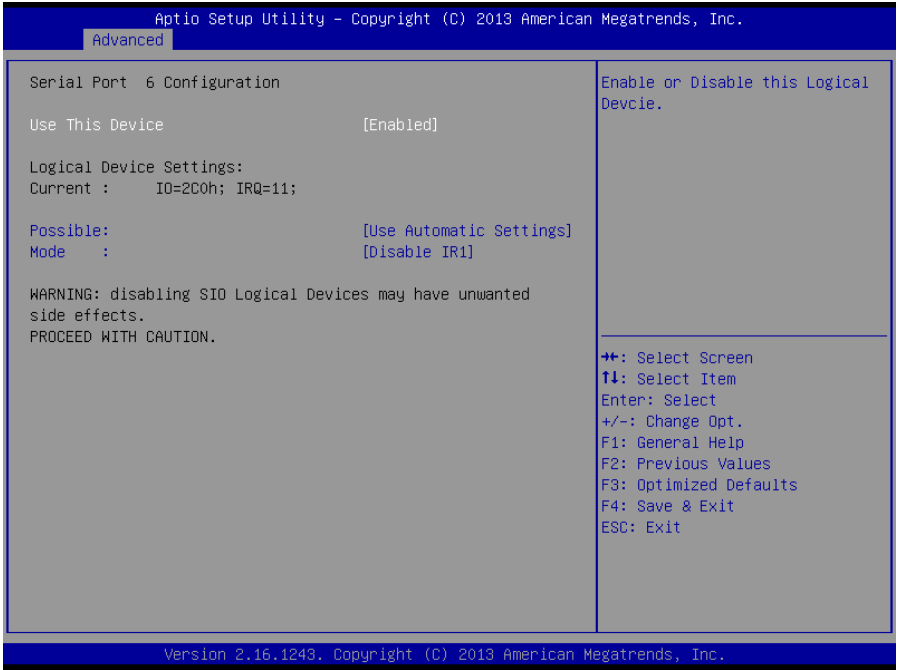 Aptio Setup Utility – Copyright (C) 2013 American Megatrends, Inc.
Advanced
Serial Port 6 Configuration
Use This Device [Enabled]
Logical Device Settings:
Current : IO=2C0h; IRQ=11;
Possible: [Use Automatic Settings]
Mode : [Disable IR1]
WARNING: disabling SIO Logical Devices may have unwanted
side effects.
PROCEED WITH CAUTION.
Enable or Disable this Logical
Devcie.
→←: Select Screen
↑↓: Select Item
Enter: Select
+/-: Change Opt.
F1: General Help
F2: Previous Values
F3: Optimized Defaults
F4: Save & Exit
ESC: Exit
Version 2.16.1243. Copyright (C) 2013 American Megatrends, Inc.